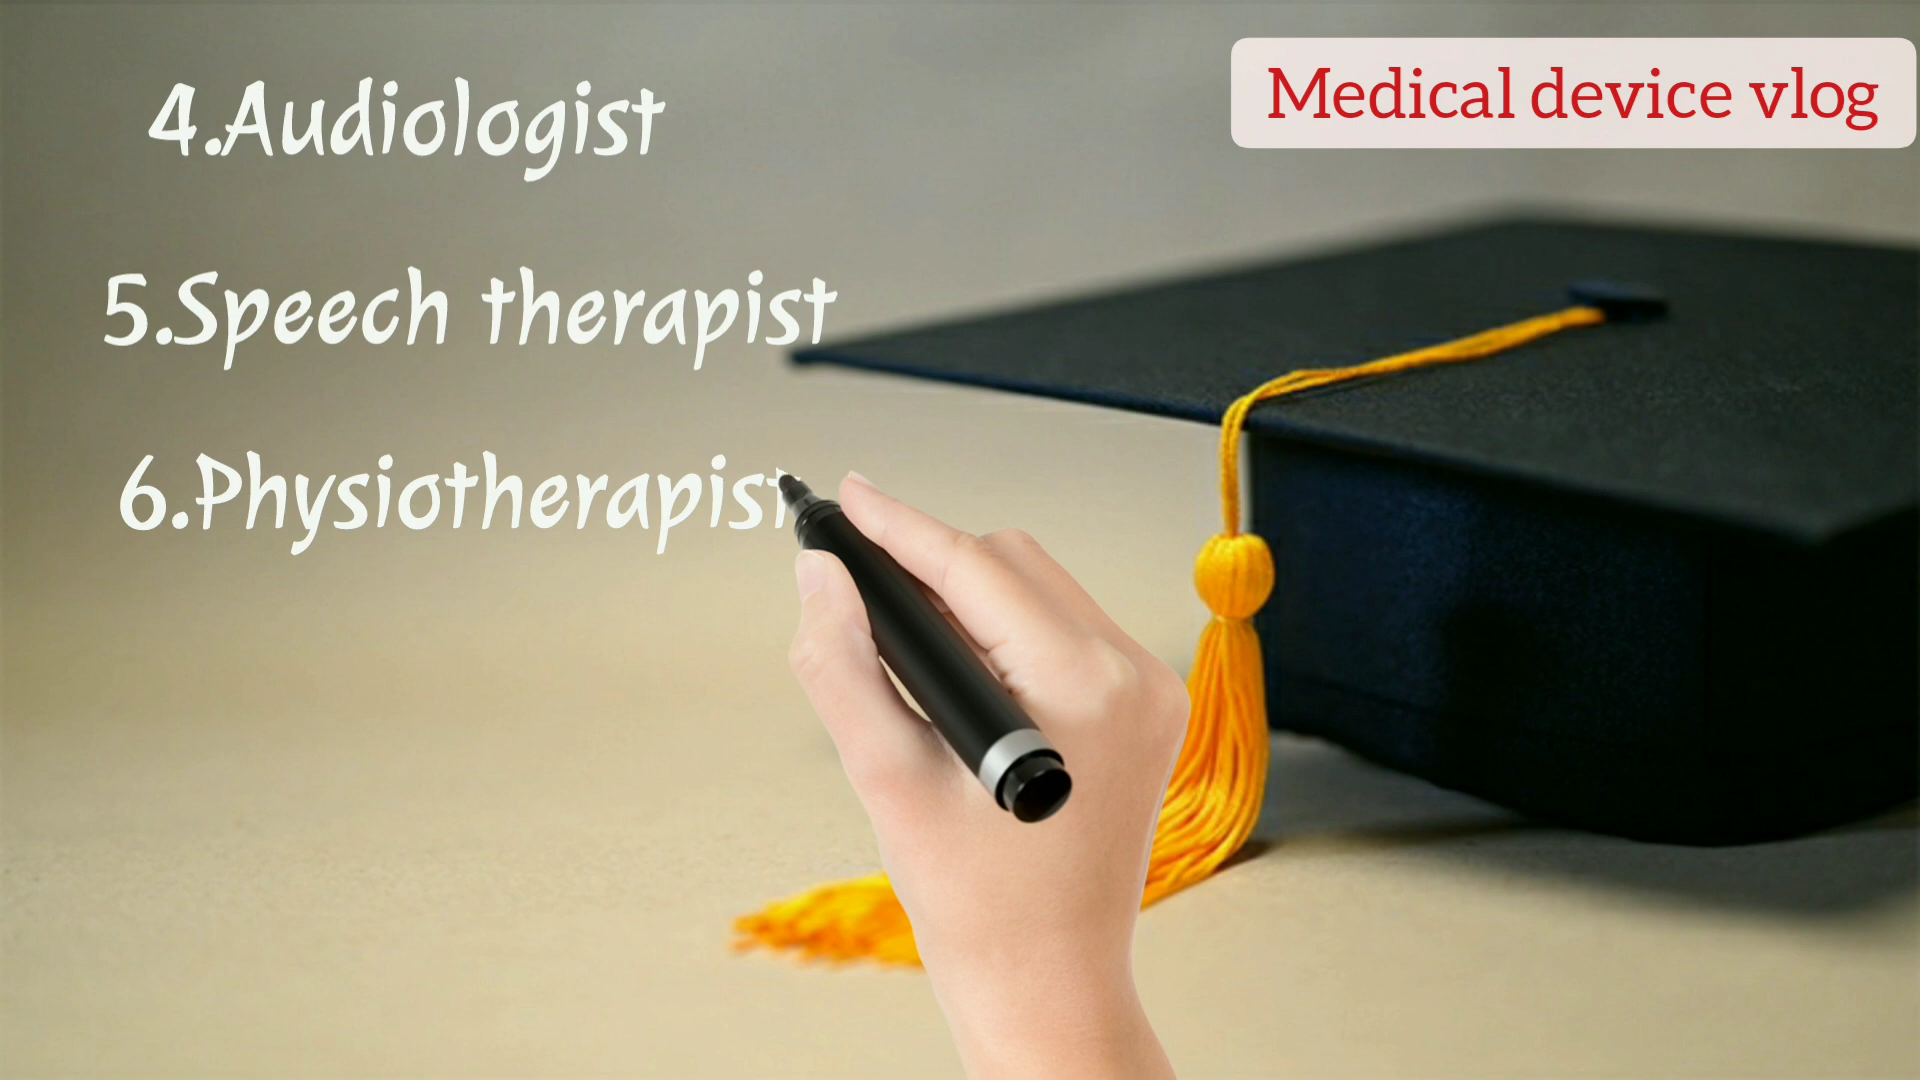 Medical device vlog
4.Audiologist
5.Speech therapist
6.Physiotherapist